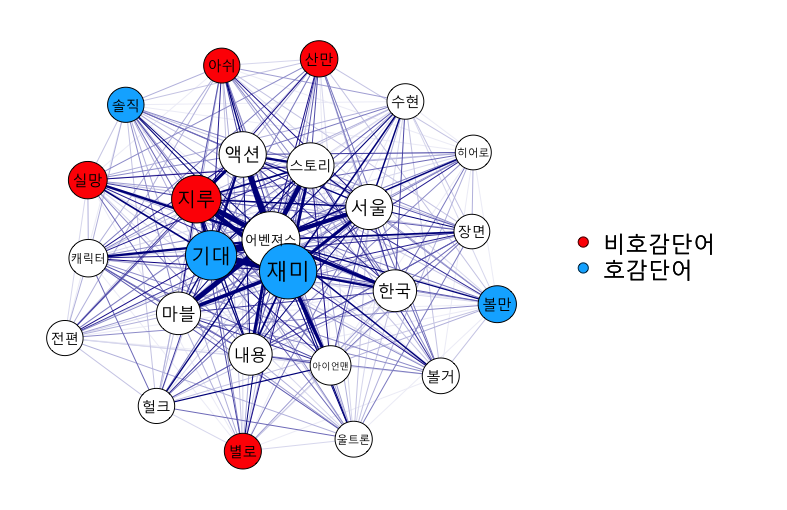 아쉬
산만
솔직
수현
액션
스토리
히어로
실망
지루
서울
장면
어벤져스
캐릭터
기대
재미
비호감단어
호감단어
한국
볼만
마블
전편
내용
아이언맨
볼거
헐크
울트론
별로